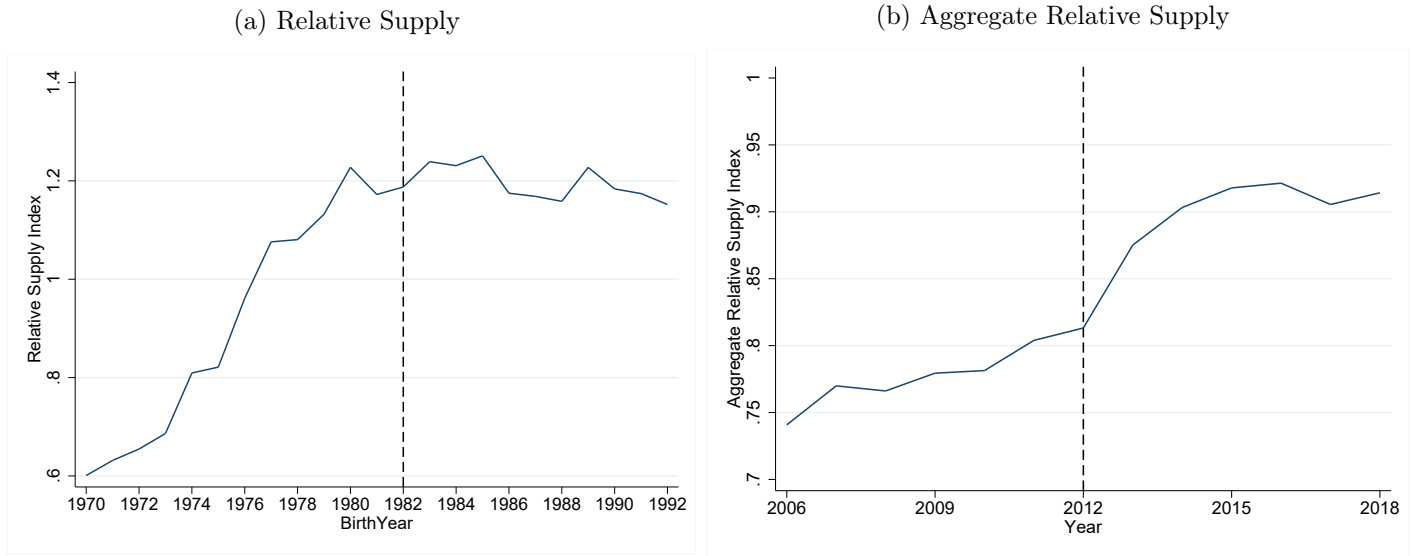 (a) Relative Supply
Relative Supply Index
1.4
1.2
1
.8
.6
1970 1972 1974 1976 1978 1980 1982 1984 1986 1988 1990 1992
BirthYear
(b) Aggregate Relative Supply
Aggregate Relative Supply Index
1
.95
.9
.85
.8
.75
.7
2006 2009 2012 2015 2018
Year